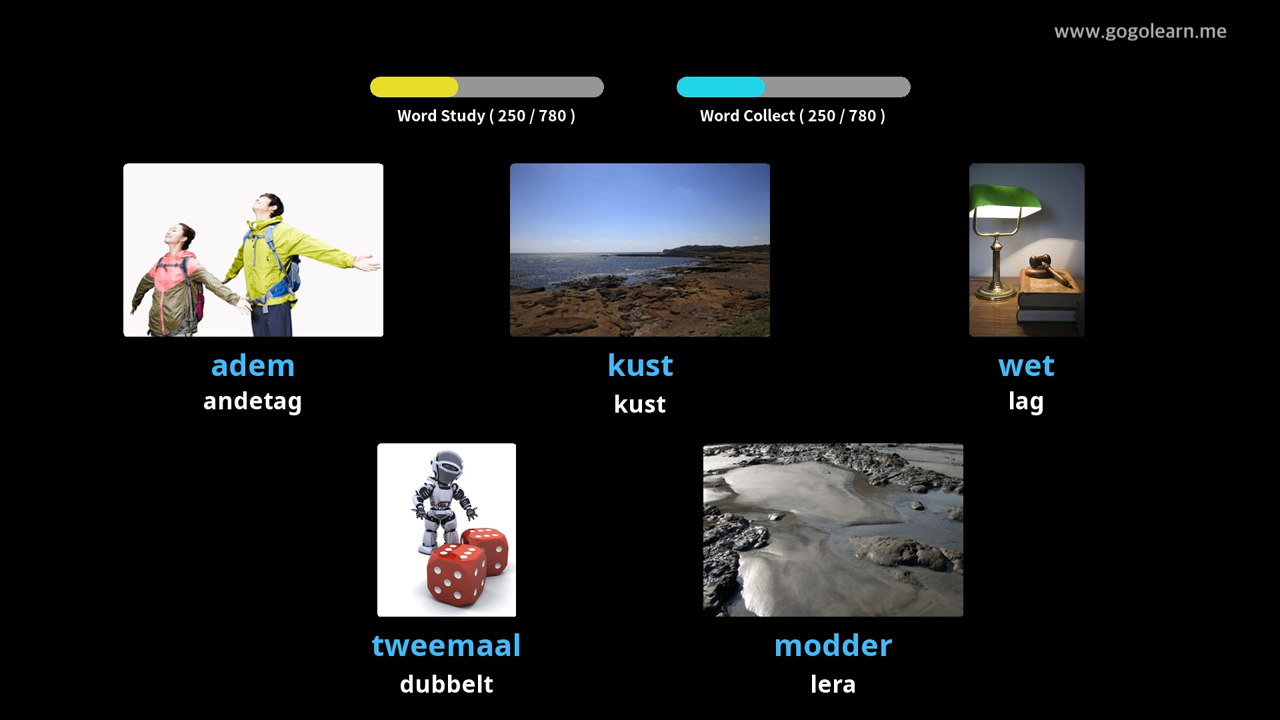 www.gogolearn.me
Word Study ( 250 / 780 )
Word Collect ( 250 / 780 )
adem
andetag
kust
kust
wet
lag
tweemaal
dubbelt
modder
lera